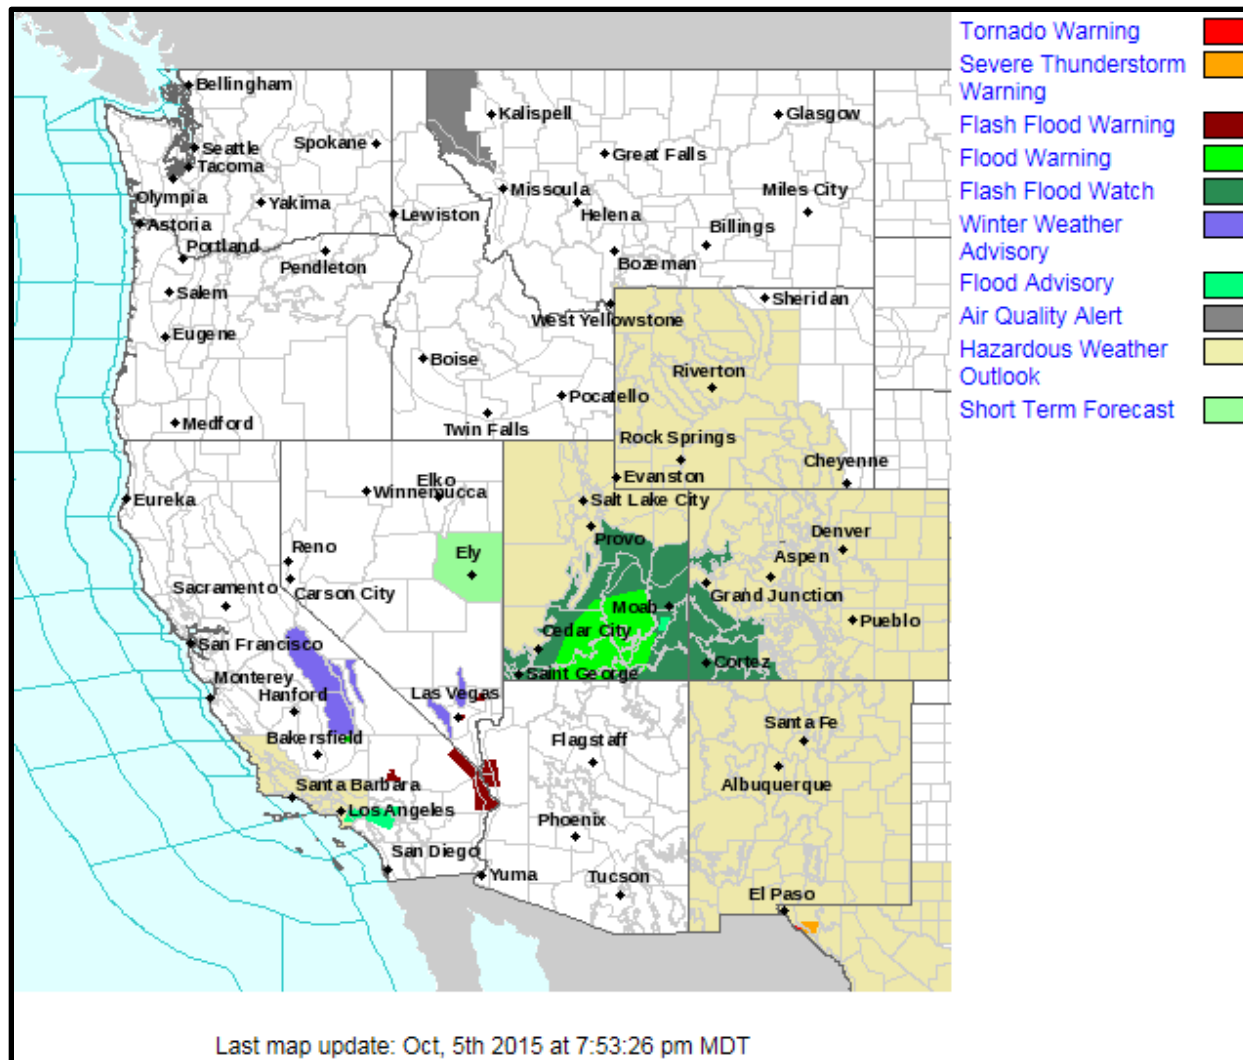 Tornado Warning
Severe Thunderstorm
Warning
Flash Flood Warning
Flood Warning
Flash Flood Watch
Winter Weather
Advisory
Flood Advisory
Air Quality Alert
Hazardous Weather
Outlook
Short Term Forecast
Bellingham
Kalispell
Glasgow
Seattle
Spokane
Great Falls
Tacoma
Olympia
Yakima
Lewiston
Missoula
Helena
Miles City
Astoria
Portland
Pendleton
Bozeman
Billings
Salem
West Yellowstone
Sheridan
Eugene
Boise
Riverton
Pocatello
Medford
Twin Falls
Rock Springs
Cheyenne
Eureka
Elko
Winnemucca
Evanston
Salt Lake City
Reno
Ely
Provo
Denver
Aspen
Sacramento
Carson City
Moab
Grand Junction
San Francisco
Cedar City
Pueblo
Monterey
Hanford
Las Vegas
Saint George
Cortez
Bakersfield
Flagstaff
Santa Fe
Santa Barbara
Albuquerque
Los Angeles
Phoenix
San Diego
Yuma
Tucson
El Paso
Last map update: Oct, 5th 2015 at 7:53:26 pm MDT